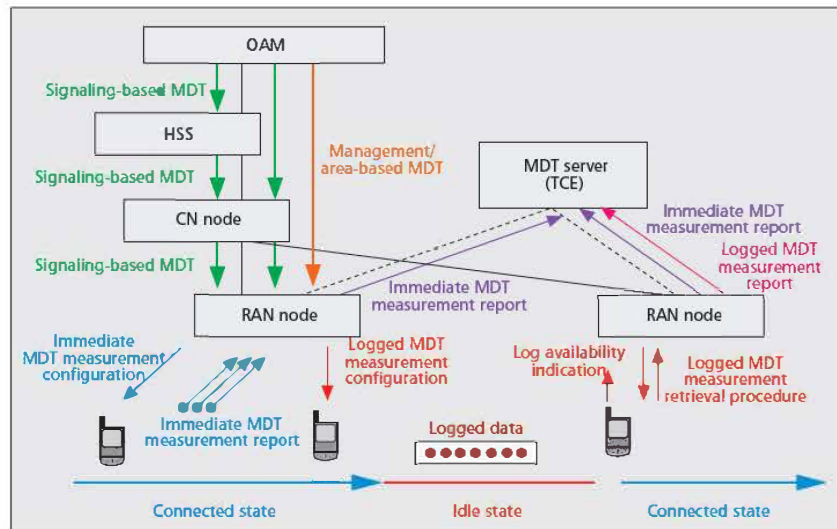 OAM
Signaling-based MDT
HSS
Management/
area-based MDT
MDT server
(TCE)
Signaling-based MDT
CN node
Immediate MDT
measurement report
Signaling-based MDT
Logged MDT
measurement
report
Immediate MDT
measurement report
RAN node
RAN node
Immediate
MDT measurement
configuration
Logged MDT
measurement
configuration
Log availability
indication
Logged MDT
measurement
retrieval procedure
Immediate MDT
measurement report
Logged data
Connected state
Idle state
Connected state